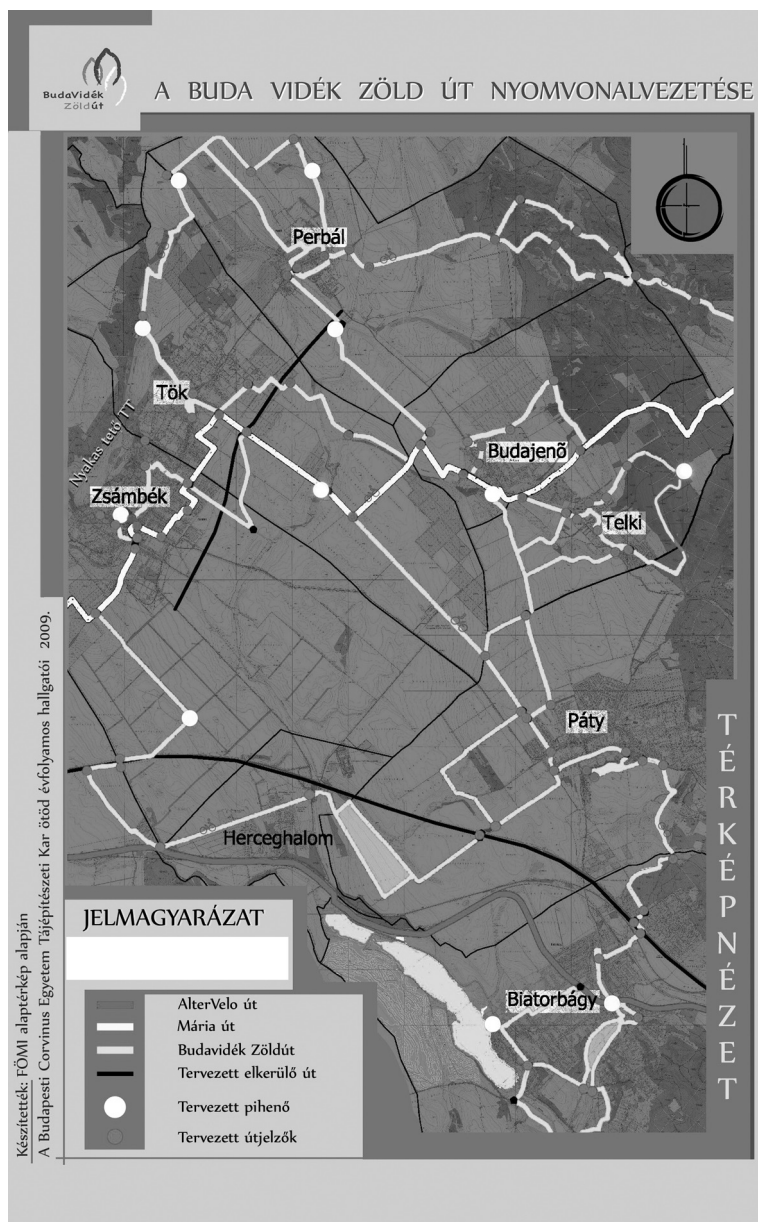 BudaVidék
Zöldút
A BUDA VIDÉK ZÖLD ÚT NYOMVONALVEZETÉSE
Perbál
Tök
Nyakas tető TT
Zsámbék
Budajenő
Telki
Páty
Herceghalom
Biatorbágy
TÉRKÉPNÉZET
JELMAGYARÁZAT
AlterVelo út
Mária út
Budavidék Zöldút
Tervezett elkerülő út
Tervezett pihenő
Tervezett útjelzők
Készítették: FÖMI alaptérkép alapján
A Budapesti Corvinus Egyetem Tájépítészeti Kar ötöd évfolyamos hallgatói 2009.